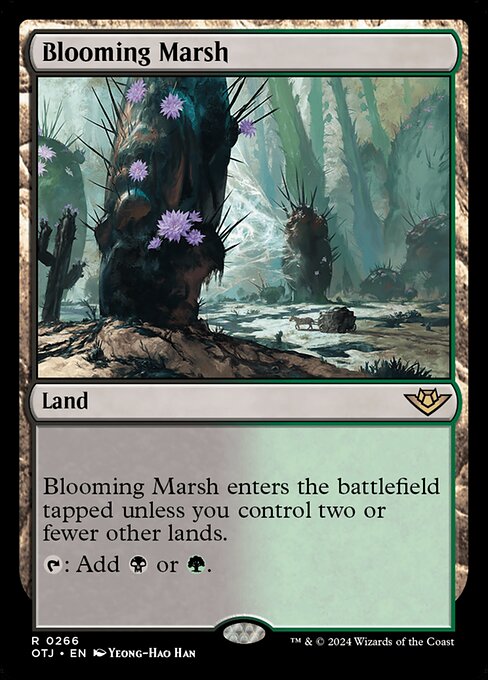 Blooming Marsh
Land
Blooming Marsh enters the battlefield
tapped unless you control two or
fewer other lands.
: Add or .
R 0266
OTJ • EN Yeong-Hao Han
™ & © 2024 Wizards of the Coast